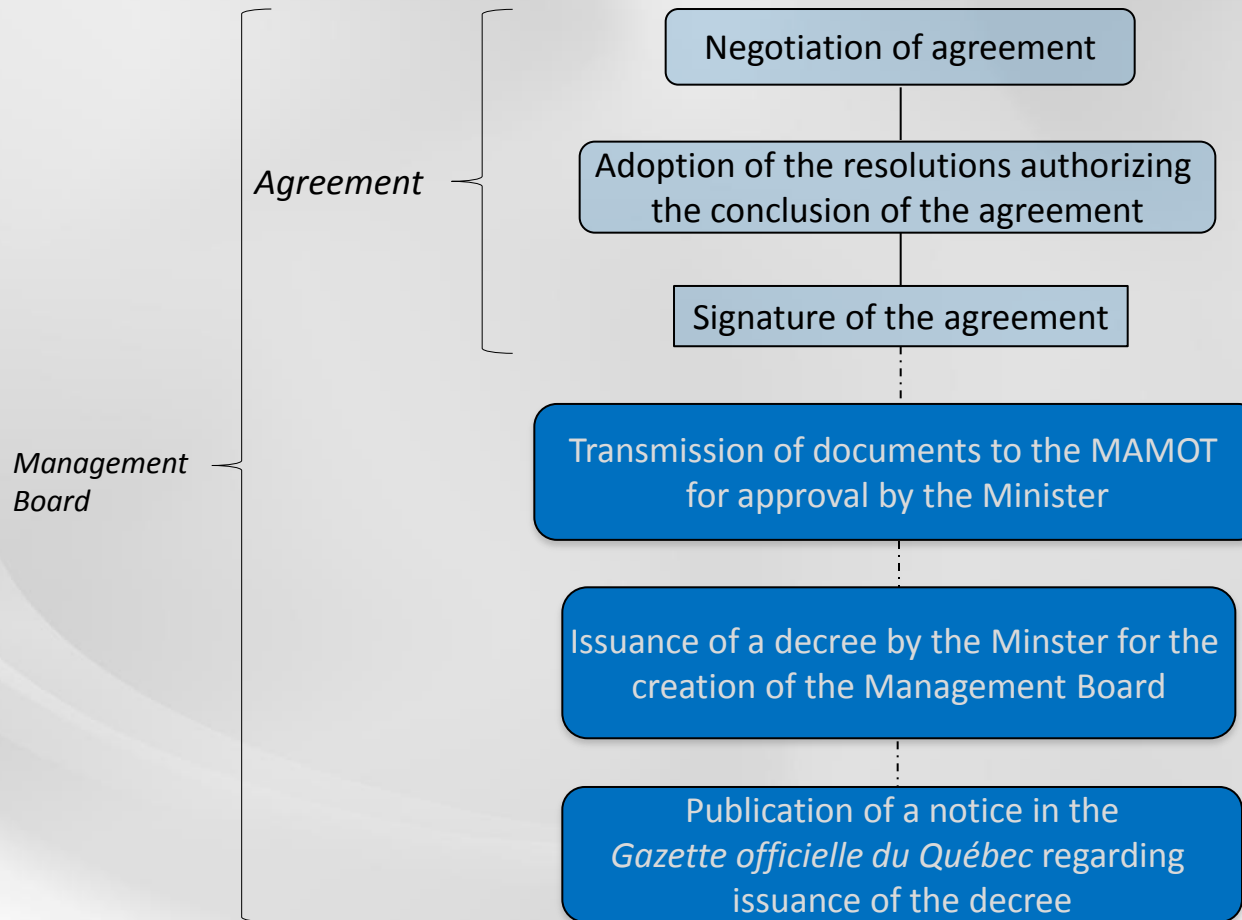 Negotiation of agreement
Agreement
Adoption of the resolutions authorizing
the conclusion of the agreement
Signature of the agreement
Management
Board
Transmission of documents to the MAMOT
for approval by the Minister
Issuance of a decree by the Minster for the
creation of the Management Board
Publication of a notice in the
Gazette officielle du Québec regarding
issuance of the decree